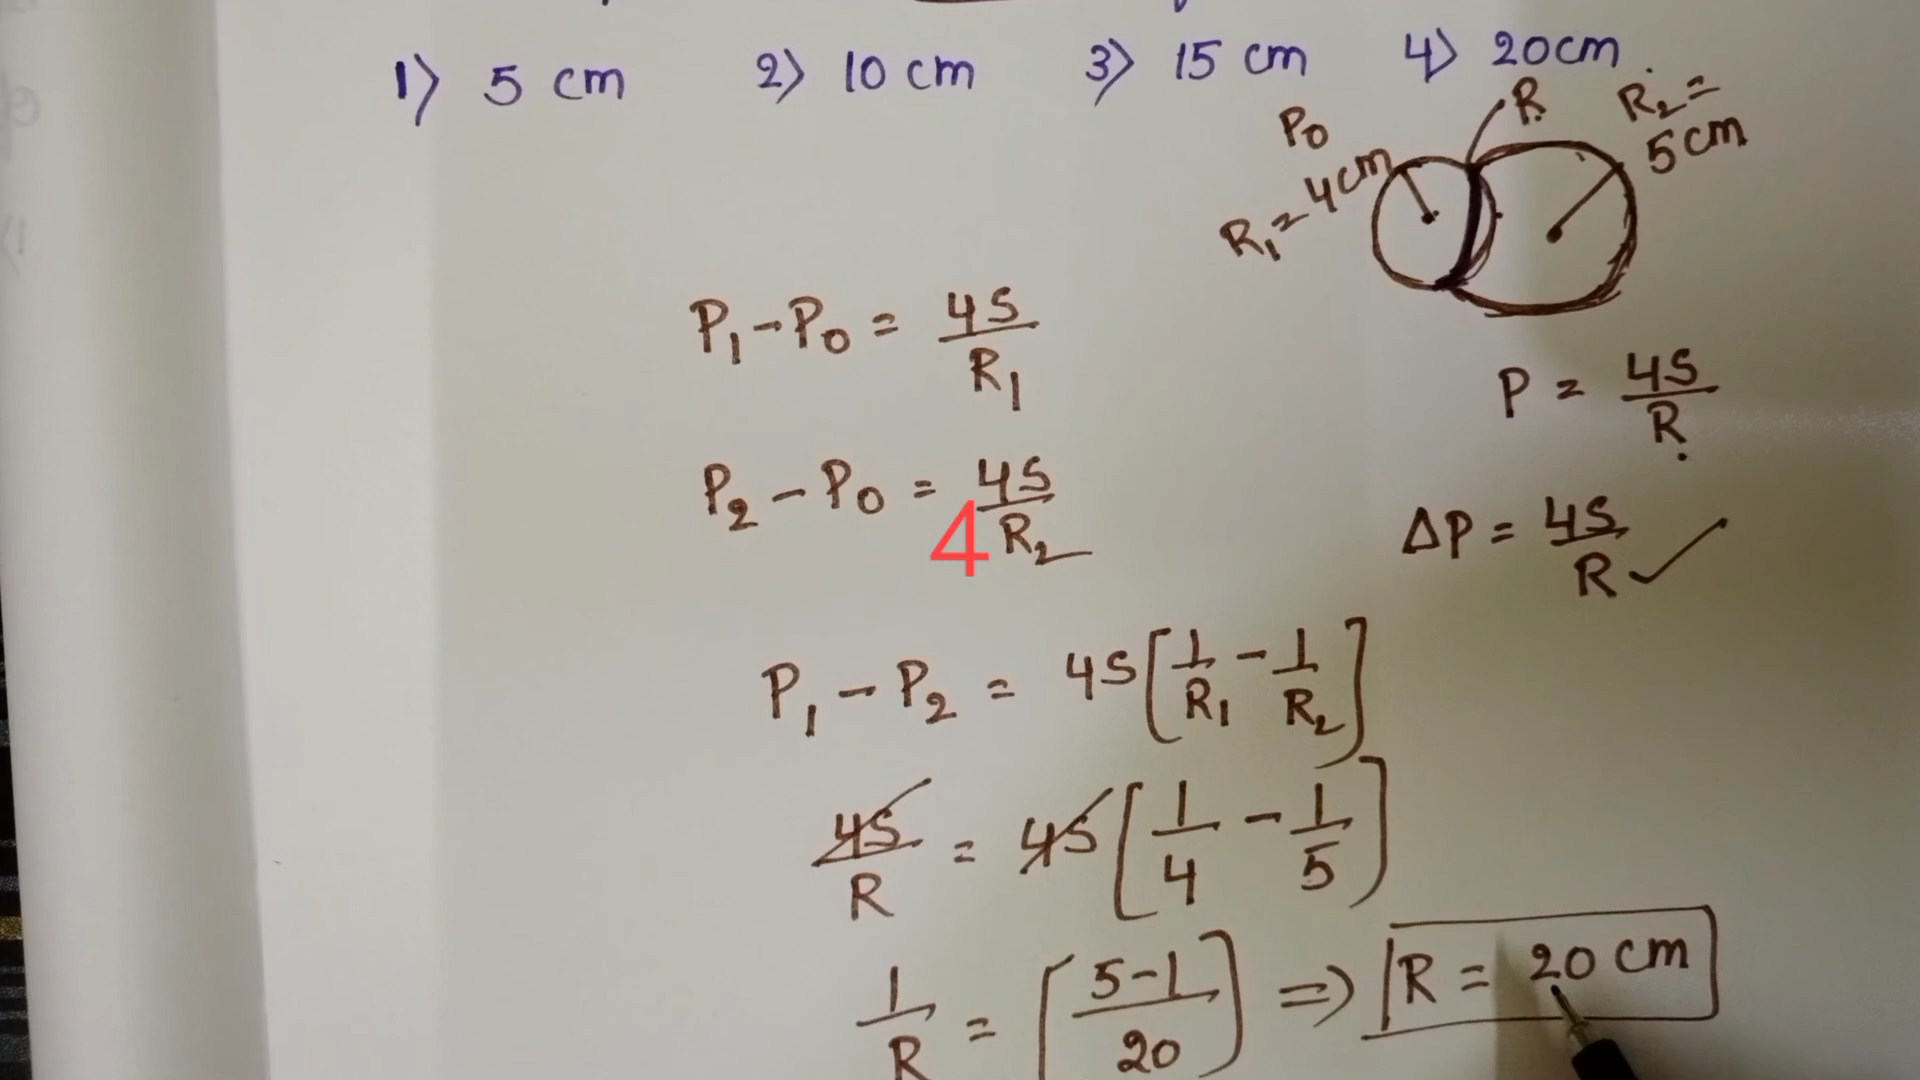 1) 5 cm 2) 10 cm 3) 15 cm 4) 20cm
P0 R R2 =
R1 = 4cm 5cm
P1 - P0 = 4S/R1
P = 4S/R
P2 - P0 = 4S/R2
4
ΔP = 4S/R ✓
P1 - P2 = 4S[1/R1 - 1/R2]
4S/R = 4S[1/4 - 1/5]
1/R = [5-1/20] ⇒ R = 20 cm